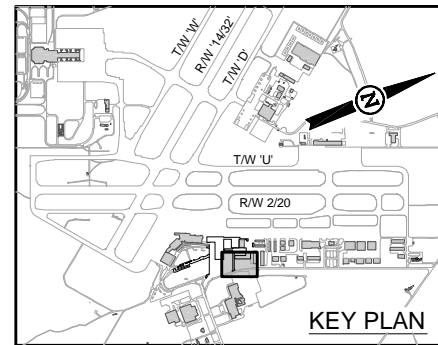 T/W 'W'
R/W '14/32'
T/W 'D'
N
T/W 'U'
R/W 2/20
KEY PLAN